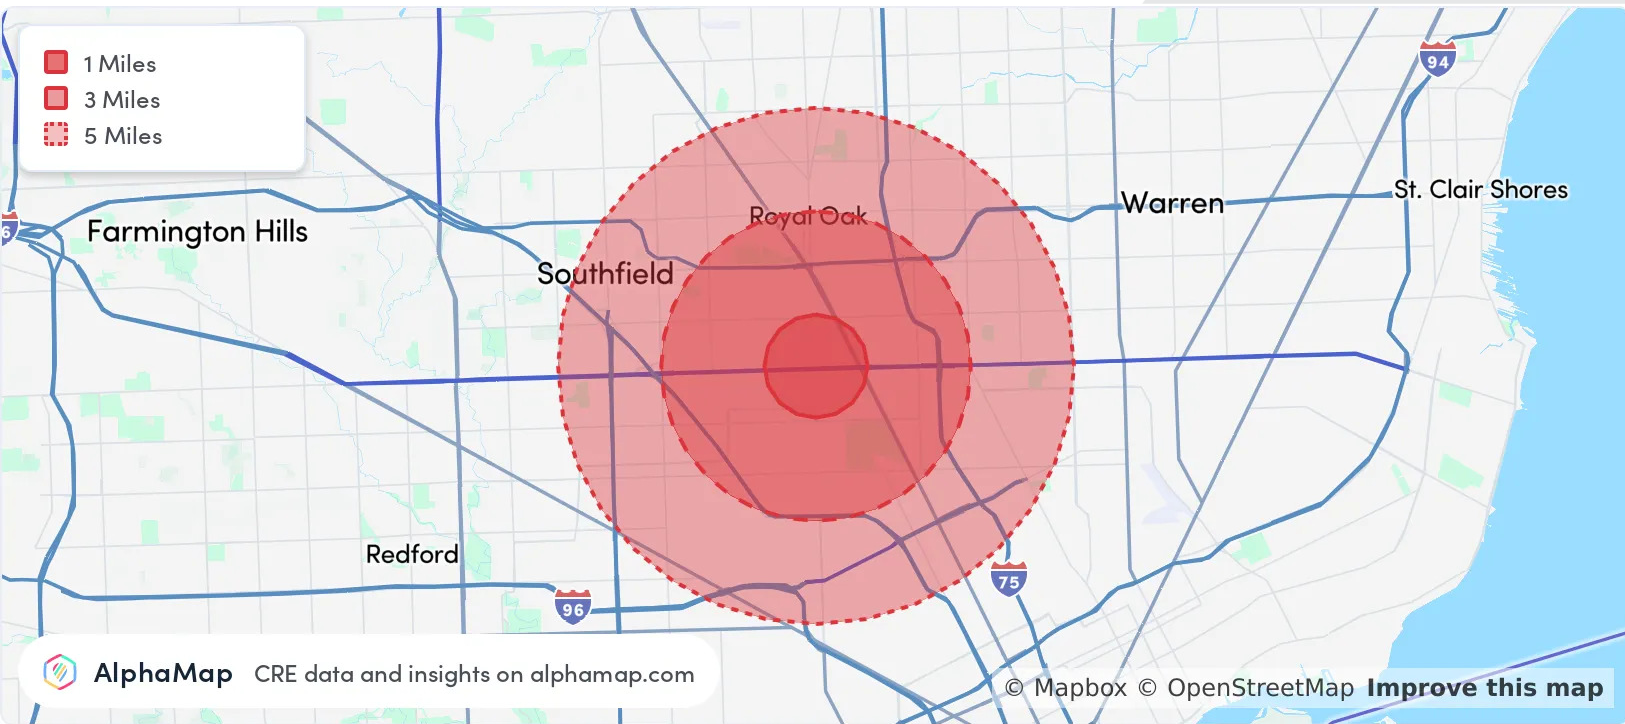 1 Miles
3 Miles
5 Miles
94
St. Clair Shores
Warren
Royal Oak
6
Farmington Hills
Southfield
Redford
75
96
AlphaMap CRE data and insights on alphamap.com
© Mapbox © OpenStreetMap Improve this map